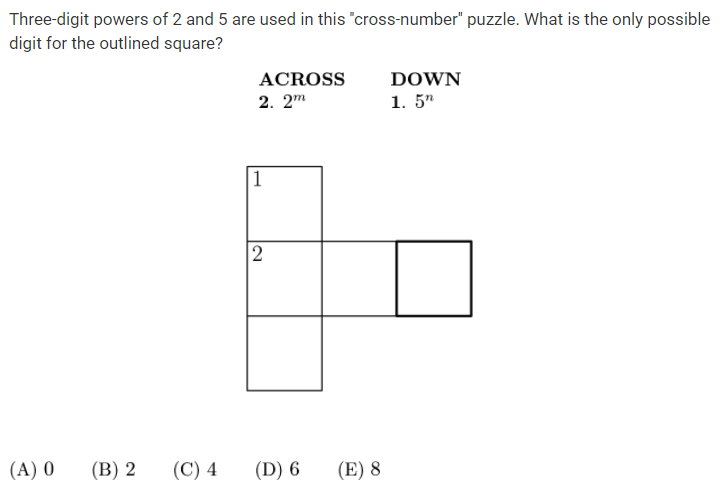 Three-digit powers of 2 and 5 are used in this "cross-number" puzzle. What is the only possible
digit for the outlined square?
ACROSS DOWN
2. 2^m 1. 5^n
1
2
(A) 0 (B) 2 (C) 4 (D) 6 (E) 8